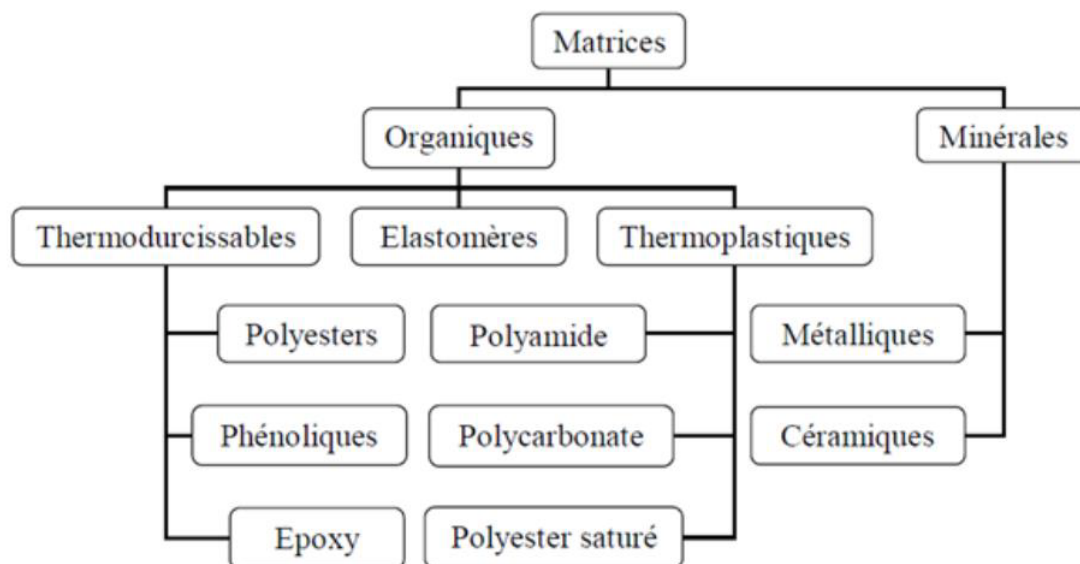 Matrices
Organiques
Minérales
Thermodurcissables
Elastomères
Thermoplastiques
Polyesters
Polyamide
Métalliques
Phénoliques
Polycarbonate
Céramiques
Epoxy
Polyester saturé